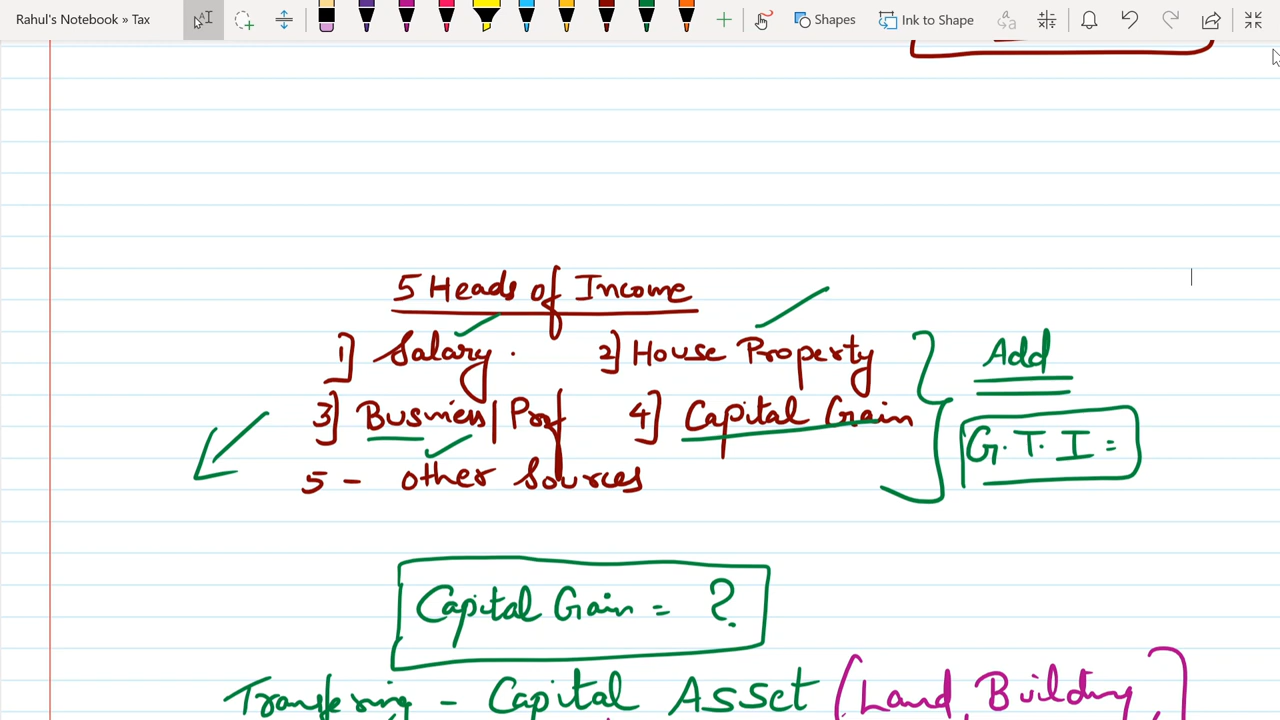 Rahul's Notebook » Tax
Shapes
Ink to Shape
5 Heads of Income
1] Salary. 2] House Property
3] Business/Prof 4] Capital Gain
5 - other Sources
Add
G.T.I =
Capital Gain = ?
Transfering - Capital Asset (Land, Building,]